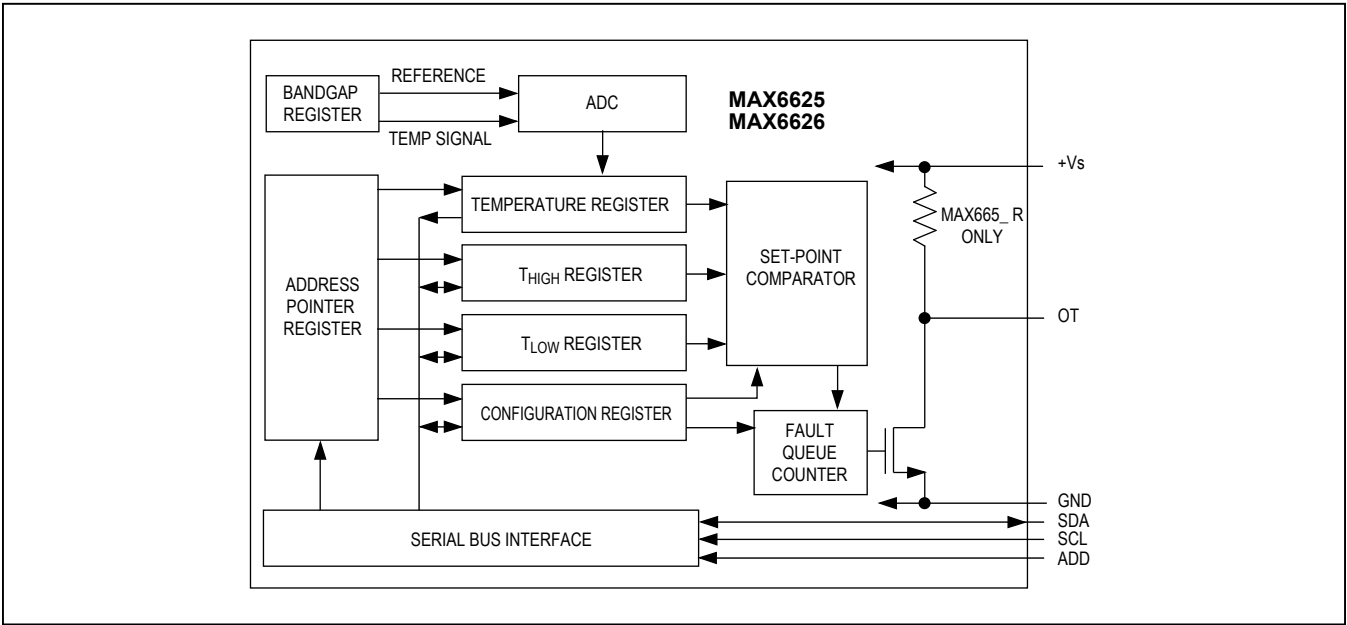 REFERENCE
BANDGAP
REGISTER
ADC
MAX6625
MAX6626
TEMP SIGNAL
+Vs
TEMPERATURE REGISTER
MAX665_ R
ONLY
SET-POINT
COMPARATOR
THIGH REGISTER
ADDRESS
POINTER
REGISTER
OT
TLOW REGISTER
CONFIGURATION REGISTER
FAULT
QUEUE
COUNTER
GND
SDA
SERIAL BUS INTERFACE
SCL
ADD